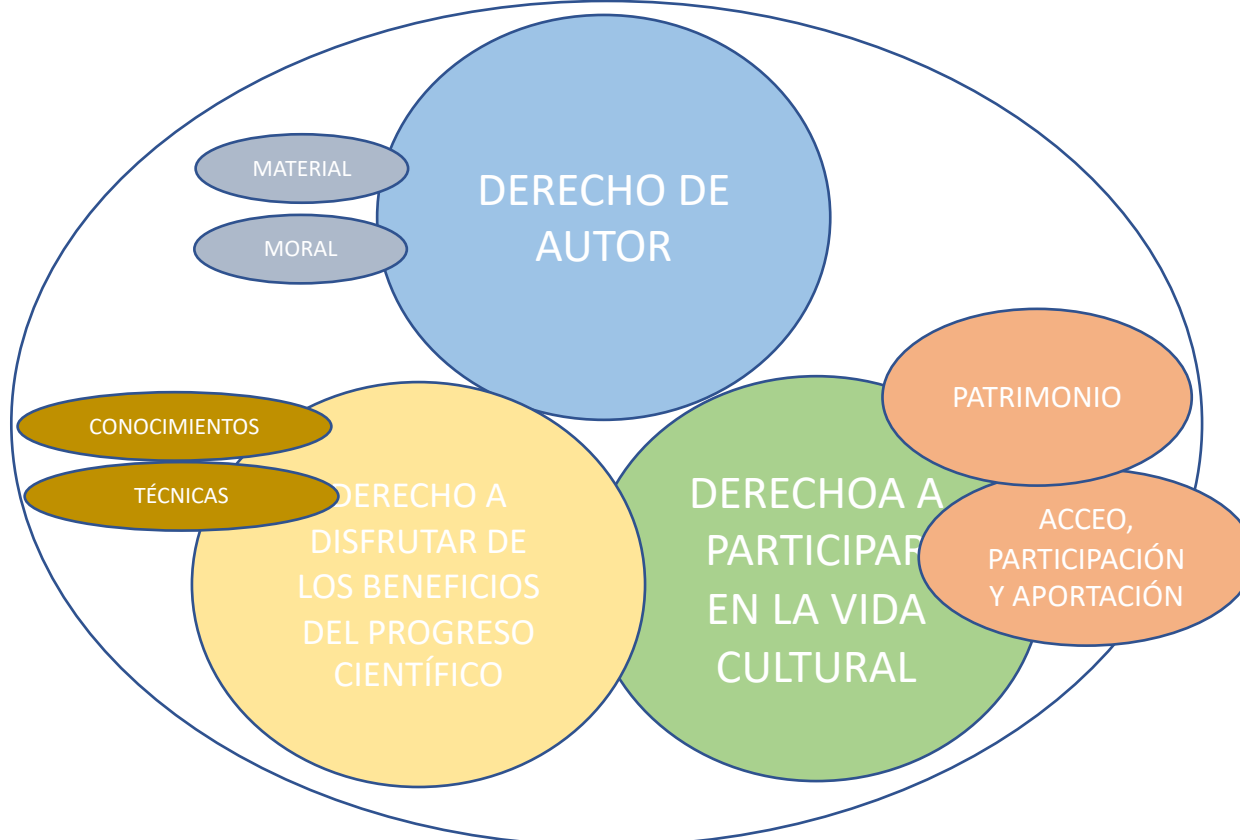 DERECHO DE
AUTOR
MATERIAL
MORAL
CONOCIMIENTOS
TÉCNICAS
DERECHO A
DISFRUTAR DE
LOS BENEFICIOS
DEL PROGRESO
CIENTÍFICO
DERECHOA A
PARTICIPAR
EN LA VIDA
CULTURAL
PATRIMONIO
ACCEO,
PARTICIPACIÓN
Y APORTACIÓN